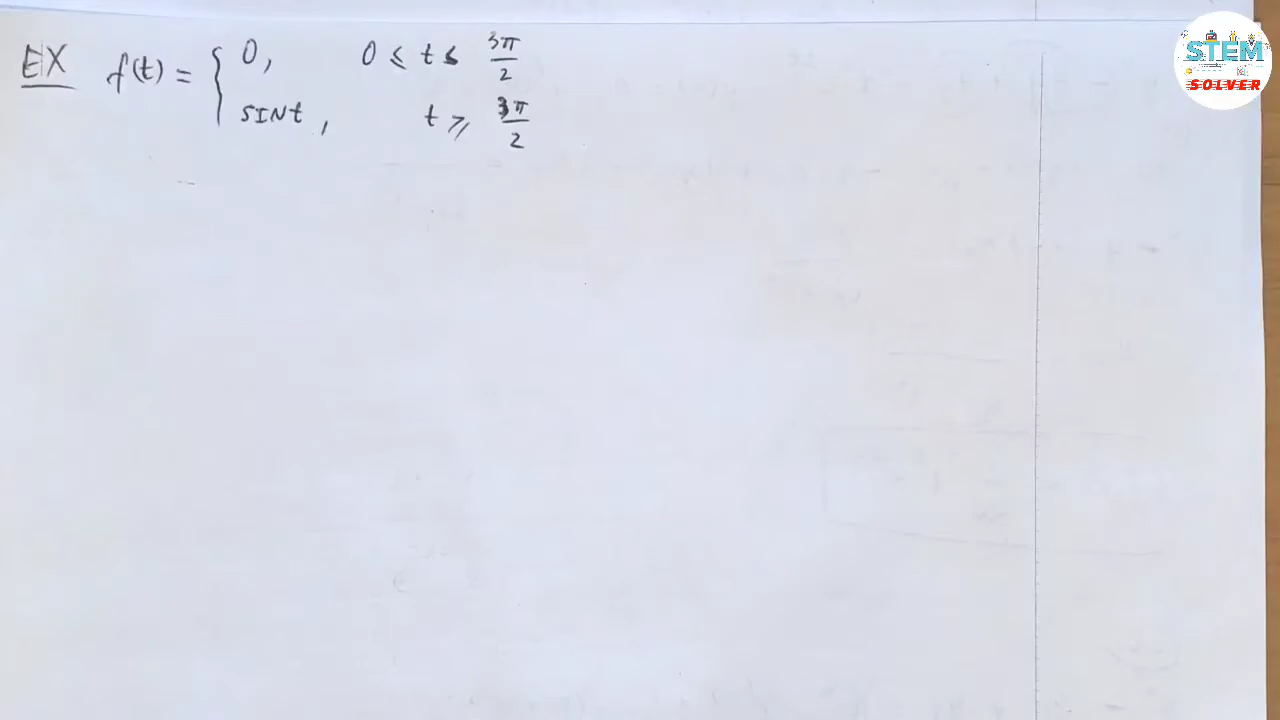 EX f(t) = { 0, 0 ≤ t ≤ 3π/2
SINt, t ≥ 3π/2
STEM
SOLVER